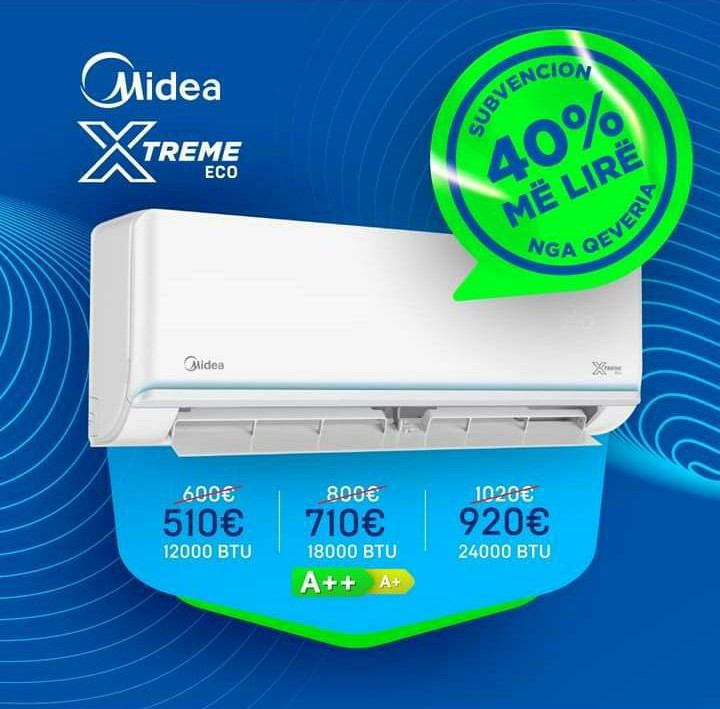 Midea
XTREME
ECO
SUBVENCION
40%
MË LIRË
NGA QEVERIA
Midea
XTREME
600€ 800€ 1020€
510€ 710€ 920€
12000 BTU 18000 BTU 24000 BTU
A++ A+